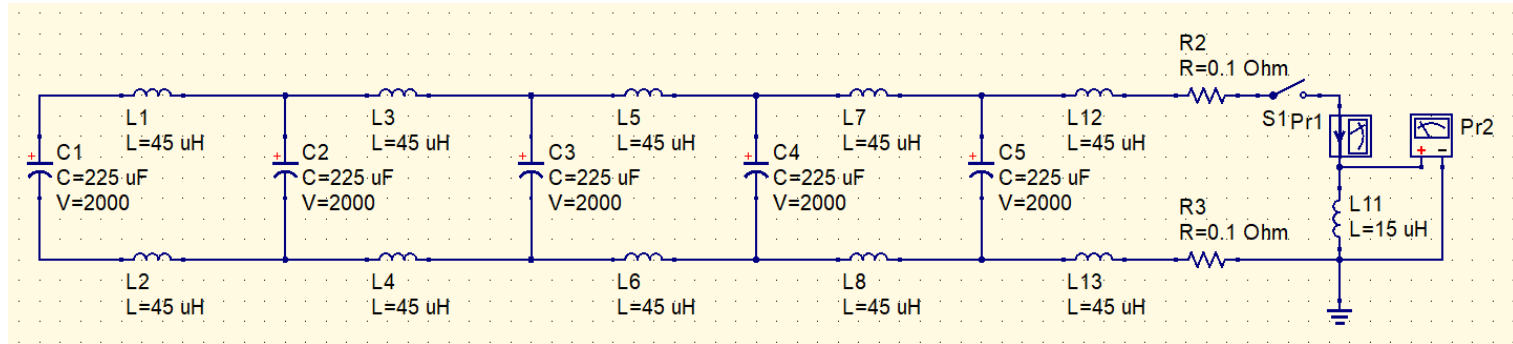 R2
R=0.1 Ohm
L1
L=45 uH
L3
L=45 uH
L5
L=45 uH
L7
L=45 uH
L12
L=45 uH
S1
Pr1
Pr2
C1
C=225 uF
V=2000
C2
C=225 uF
V=2000
C3
C=225 uF
V=2000
C4
C=225 uF
V=2000
C5
C=225 uF
V=2000
R3
R=0.1 Ohm
L11
L=15 uH
L2
L=45 uH
L4
L=45 uH
L6
L=45 uH
L8
L=45 uH
L13
L=45 uH